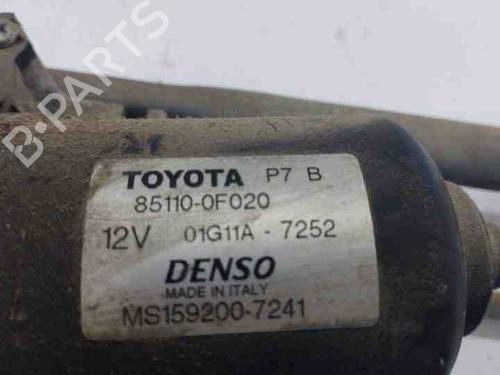 B-PARTS
TOYOTA P7 B
85110-0F020
12V 01G11A - 7252
DENSO
MADE IN ITALY
MS159200-7241